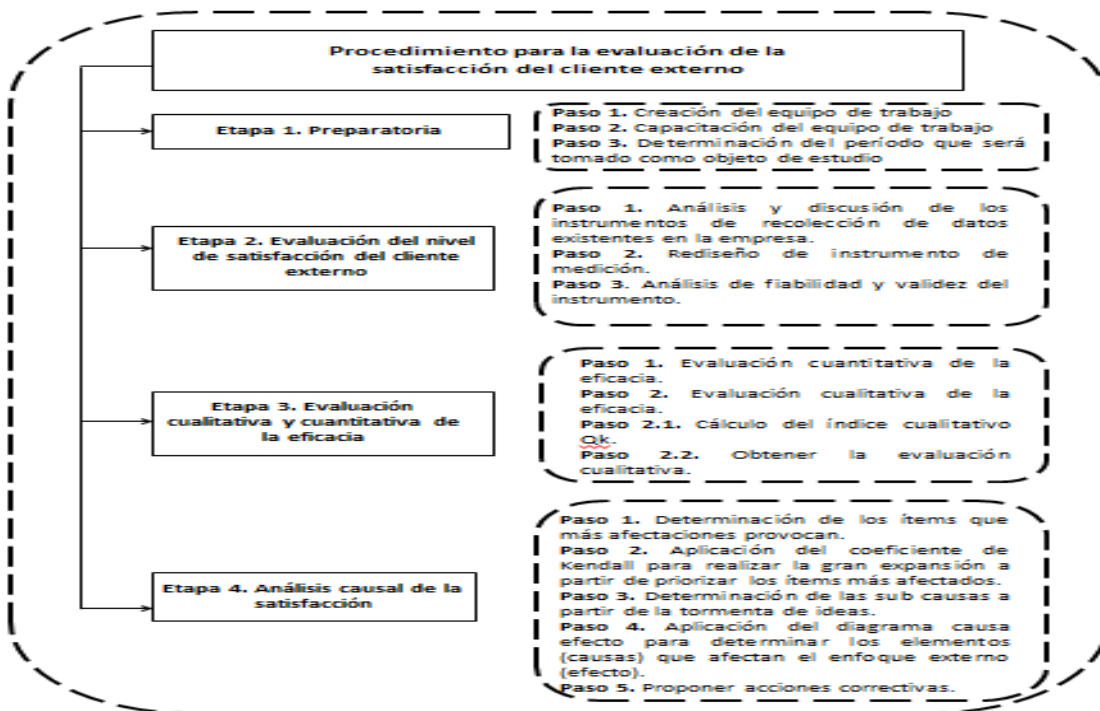 Procedimiento para la evaluación de la
satisfacción del cliente externo
Etapa 1. Preparatoria
Paso 1. Creación del equipo de trabajo
Paso 2. Capacitación del equipo de trabajo
Paso 3. Determinación del período que será
tomado como objeto de estudio
Etapa 2. Evaluación del nivel
de satisfacción del cliente
externo
Paso 1. Análisis y discusión de los
instrumentos de recolección de datos
existentes en la empresa.
Paso 2. Rediseño de instrumento de
medición.
Paso 3. Análisis de fiabilidad y validez del
instrumento.
Etapa 3. Evaluación
cualitativa y cuantitativa de
la eficacia
Paso 1. Evaluación cuantitativa de la
eficacia.
Paso 2. Evaluación cualitativa de la
eficacia.
Paso 2.1. Cálculo del índice cualitativo
Qk.
Paso 2.2. Obtener la evaluación
cualitativa.
Etapa 4. Análisis causal de la
satisfacción
Paso 1. Determinación de los ítems que
más afectaciones provocan.
Paso 2. Aplicación del coeficiente de
Kendall para realizar la gran expansión a
partir de priorizar los ítems más afectados.
Paso 3. Determinación de las sub causas a
partir de la tormenta de ideas.
Paso 4. Aplicación del diagrama causa
efecto para determinar los elementos
(causas) que afectan el enfoque externo
(efecto).
Paso 5. Proponer acciones correctivas.